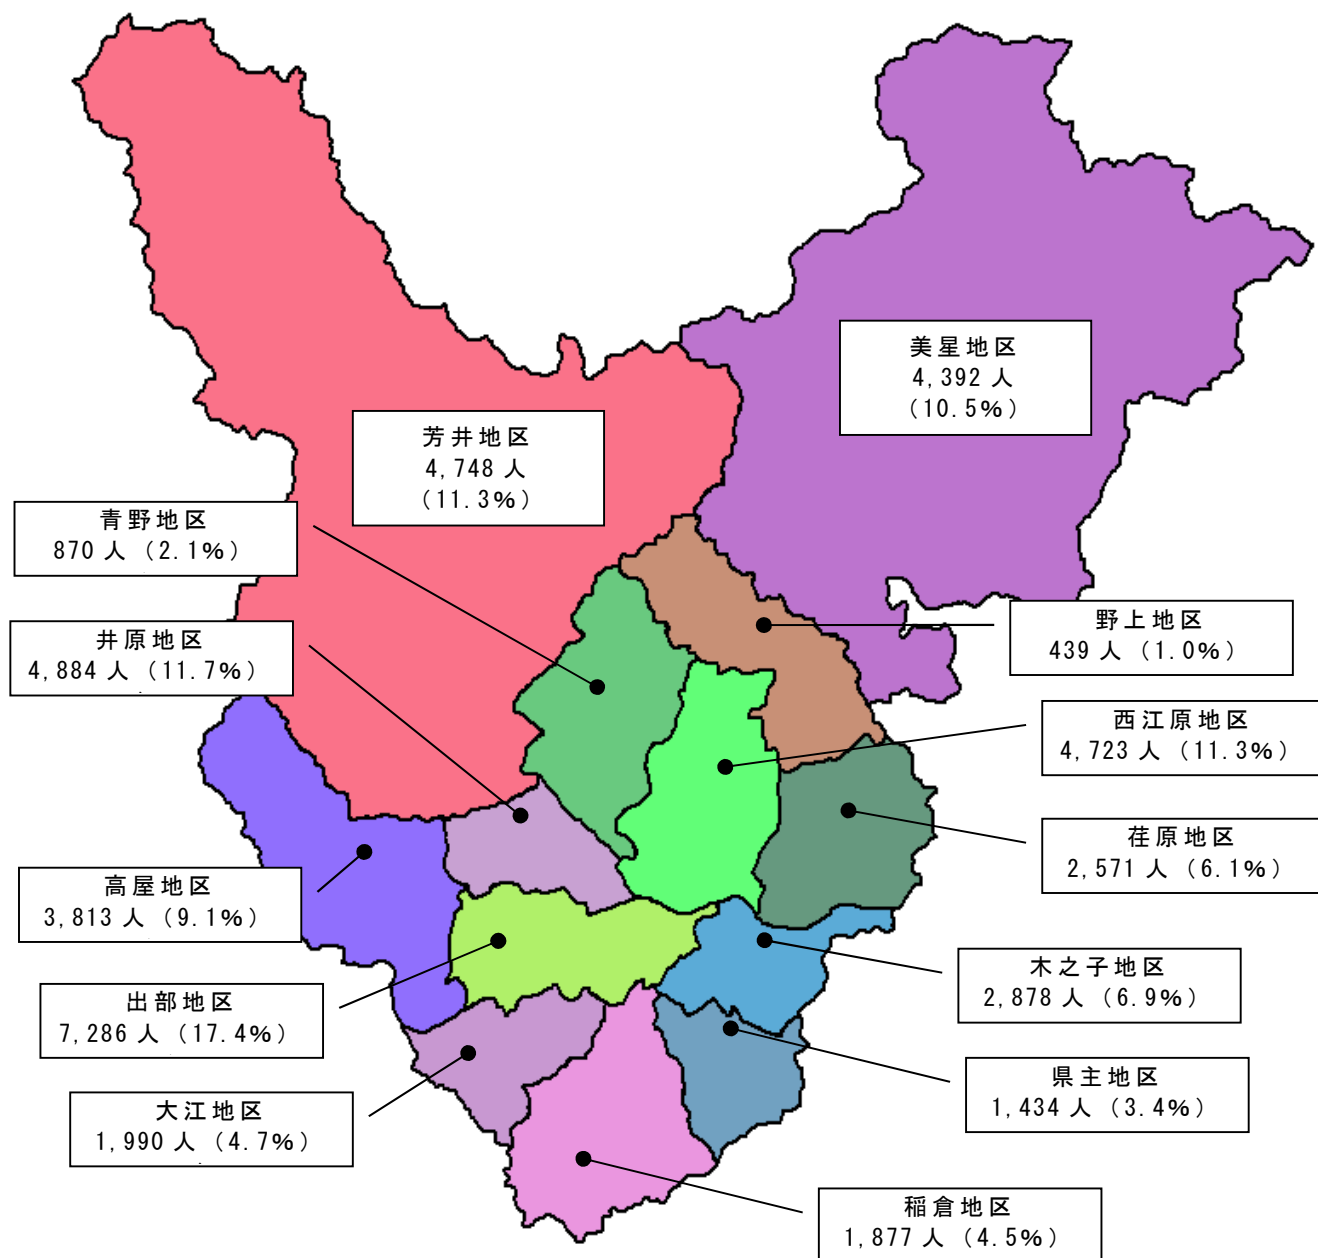 美星地区
4,392 人
(10.5%)
芳井地区
4,748 人
(11.3%)
青野地区
870 人 (2.1%)
野上地区
439 人 (1.0%)
井原地区
4,884 人 (11.7%)
西江原地区
4,723 人 (11.3%)
荏原地区
2,571 人 (6.1%)
高屋地区
3,813 人 (9.1%)
木之子地区
2,878 人 (6.9%)
出部地区
7,286 人 (17.4%)
県主地区
1,434 人 (3.4%)
大江地区
1,990 人 (4.7%)
稲倉地区
1,877 人 (4.5%)